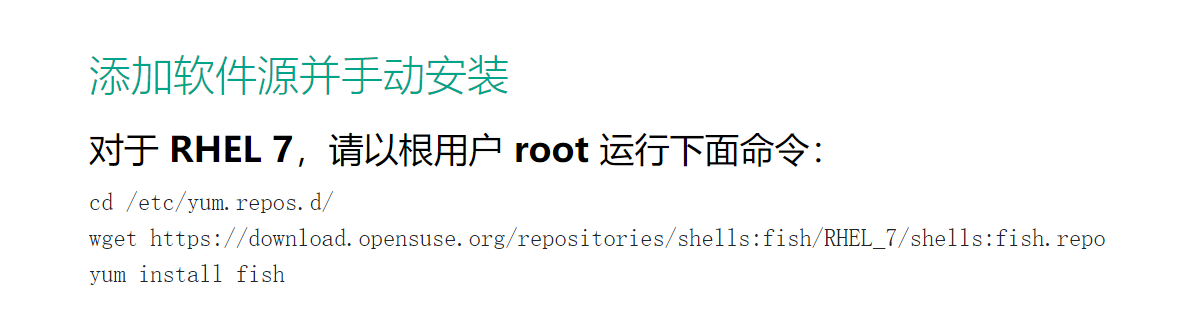 添加软件源并手动安装
对于 RHEL 7，请以根用户 root 运行下面命令：
cd /etc/yum.repos.d/
wget https://download.opensuse.org/repositories/shells:fish/RHEL_7/shells:fish.repo
yum install fish